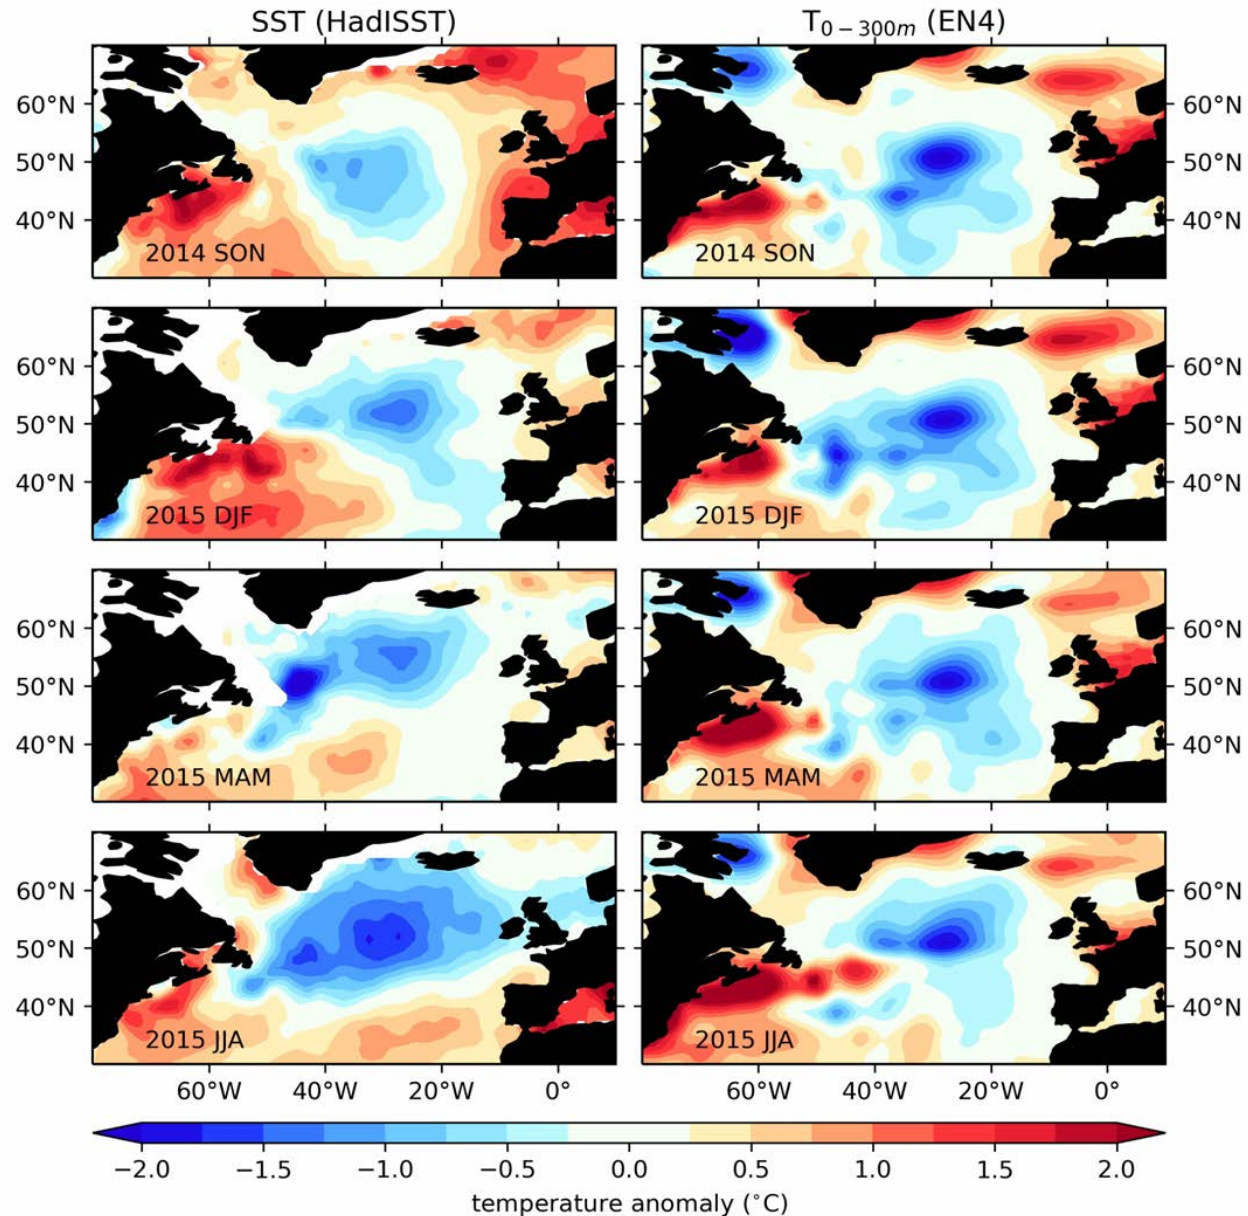 SST (HadISST)
T₀₋₃₀₀ₘ (EN4)
60°N
50°N
40°N
2014 SON
2014 SON
60°N
50°N
40°N
60°N
50°N
40°N
2015 DJF
2015 DJF
60°N
50°N
40°N
60°N
50°N
40°N
2015 MAM
2015 MAM
60°N
50°N
40°N
60°N
50°N
40°N
2015 JJA
2015 JJA
60°N
50°N
40°N
60°W 40°W 20°W 0° 60°W 40°W 20°W 0°
−2.0 −1.5 −1.0 −0.5 0.0 0.5 1.0 1.5 2.0
temperature anomaly (°C)